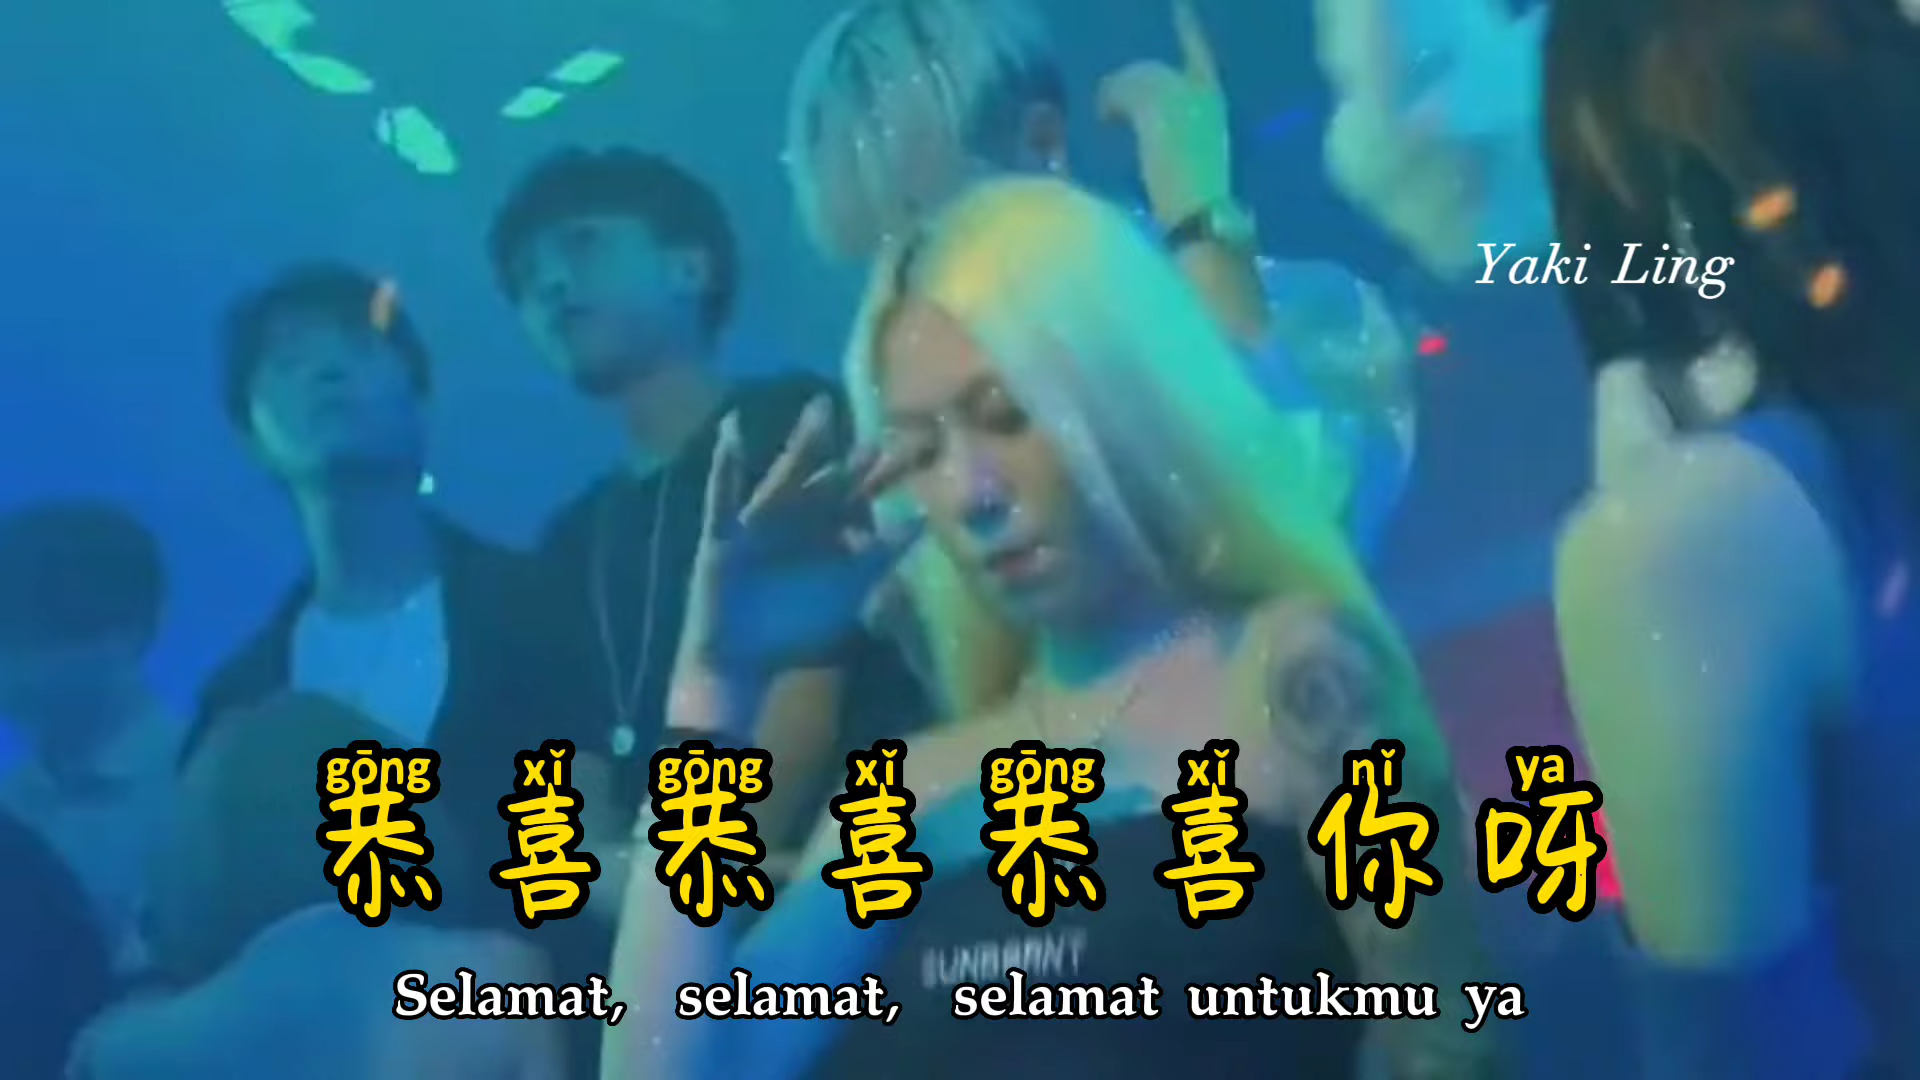 Yaki Ling
gōng xǐ gōng xǐ gōng xǐ nǐ ya
恭喜恭喜恭喜你呀
Selamat, selamat, selamat untukmu ya